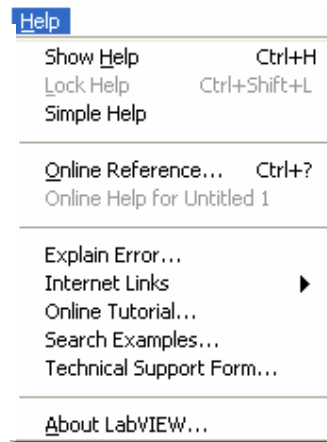 Help
Show Help Ctrl+H
Lock Help Ctrl+Shift+L
Simple Help
Online Reference... Ctrl+?
Online Help for Untitled 1
Explain Error...
Internet Links
Online Tutorial...
Search Examples...
Technical Support Form...
About LabVIEW...